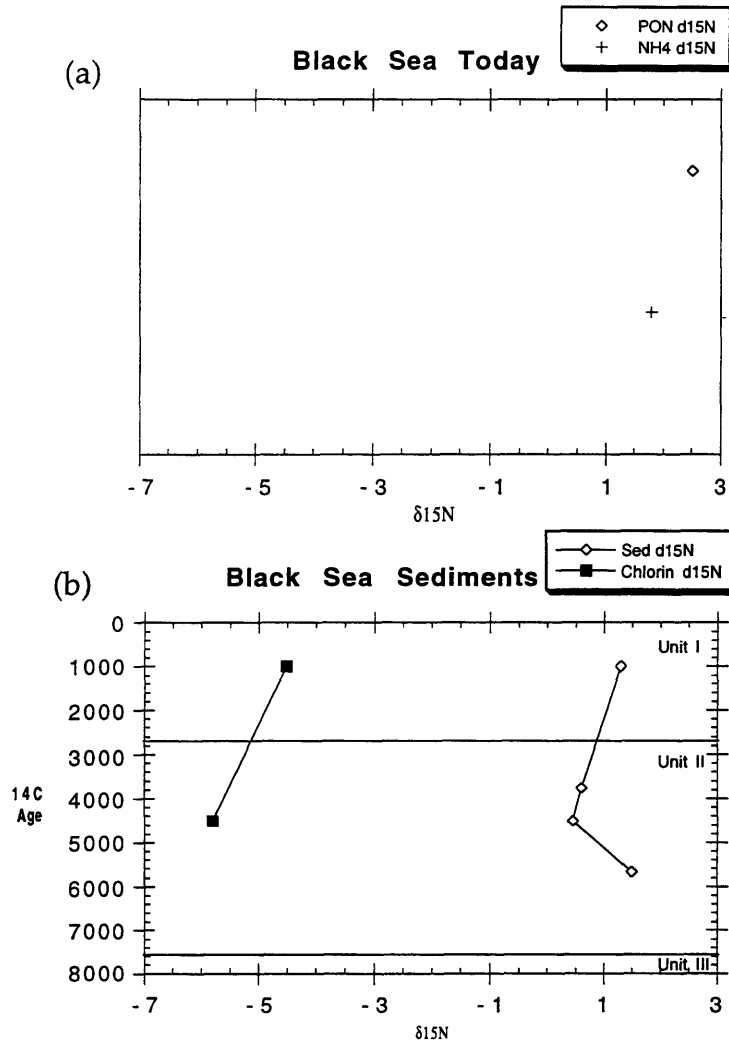 PON d15N
NH4 d15N
(a)
Black Sea Today
-7 -5 -3 -1 1 3
δ15N
Sed d15N
Chlorin d15N
(b)
Black Sea Sediments
0
1000
2000
3000
4000
5000
6000
7000
8000
14C
Age
Unit I
Unit II
Unit III
-7 -5 -3 -1 1 3
δ15N